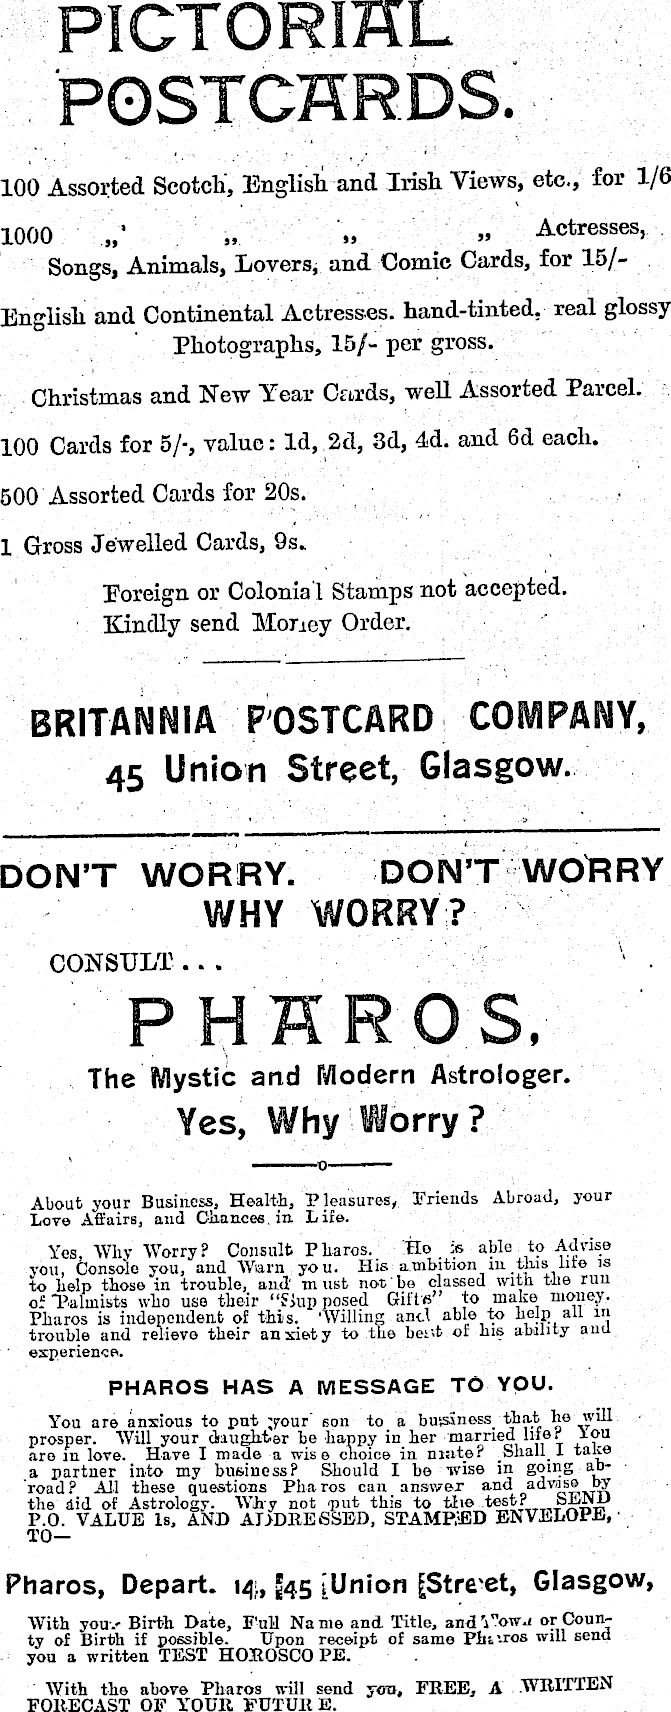 PICTORIAL
POSTCARDS.
100 Assorted Scotch, English and Irish Views, etc., for 1/6
1000 ,, ,, ,, ,, Actresses,
Songs, Animals, Lovers, and Comic Cards, for 15/-
English and Continental Actresses. hand-tinted, real glossy
Photographs, 15/- per gross.
Christmas and New Year Cards, well Assorted Parcel.
100 Cards for 5/-, value: 1d, 2d, 3d, 4d. and 6d each.
500 Assorted Cards for 20s.
1 Gross Jewelled Cards, 9s.
Foreign or Colonial Stamps not accepted.
Kindly send Money Order.
BRITANNIA POSTCARD COMPANY,
45 Union Street, Glasgow.
DON'T WORRY. DON'T WORRY
WHY WORRY?
CONSULT...
PHAROS,
The Mystic and Modern Astrologer.
Yes, Why Worry?
About your Business, Health, Pleasures, Friends Abroad, your
Love Affairs, and Chances in Life.
Yes, Why Worry? Consult Pharos. He is able to Advise
you, Console you, and Warn you. His ambition in this life is
to help those in trouble, and must not be classed with the run
of Palmists who use their "Supposed Gifts" to make money.
Pharos is independent of this. Willing and able to help all in
trouble and relieve their anxiety to the best of his ability and
experience.
PHAROS HAS A MESSAGE TO YOU.
You are anxious to put your son to a business that he will
prosper. Will your daughter be happy in her married life? You
are in love. Have I made a wise choice in mate? Shall I take
a partner into my business? Should I be wise in going ab-
road? All these questions Pharos can answer and advise by
the aid of Astrology. Why not put this to the test? SEND
P.O. VALUE 1s, AND ADDRESSED, STAMPED ENVELOPE,
TO—
Pharos, Depart. 14, 45 Union Street, Glasgow,
With your Birth Date, Full Name and Title, and Town or Coun-
ty of Birth if possible. Upon receipt of same Pharos will send
you a written TEST HOROSCOPE.
With the above Pharos will send you, FREE, A WRITTEN
FORECAST OF YOUR FUTURE.